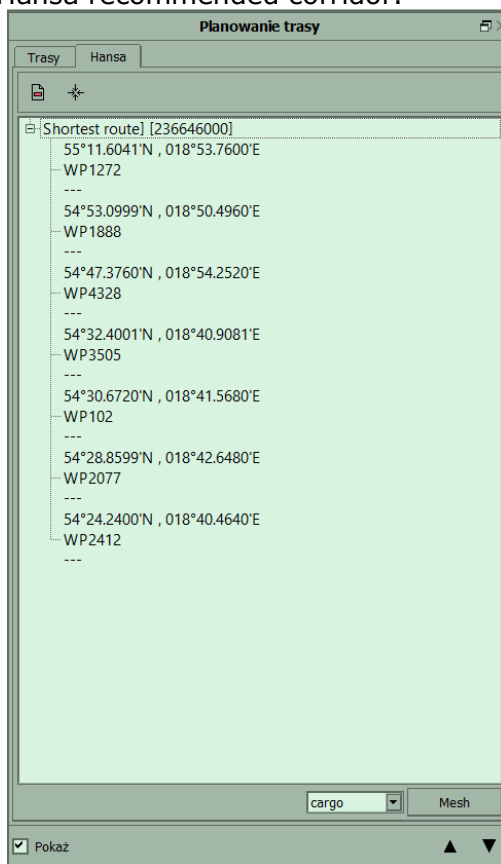 Hansa recommended corridor.
Planowanie trasy
Trasy
Hansa
Shortest route] [236646000]
55°11.6041'N , 018°53.7600'E
WP1272
---
54°53.0999'N , 018°50.4960'E
WP1888
---
54°47.3760'N , 018°54.2520'E
WP4328
---
54°32.4001'N , 018°40.9081'E
WP3505
---
54°30.6720'N , 018°41.5680'E
WP102
---
54°28.8599'N , 018°42.6480'E
WP2077
---
54°24.2400'N , 018°40.4640'E
WP2412
---
cargo
Mesh
Pokaż